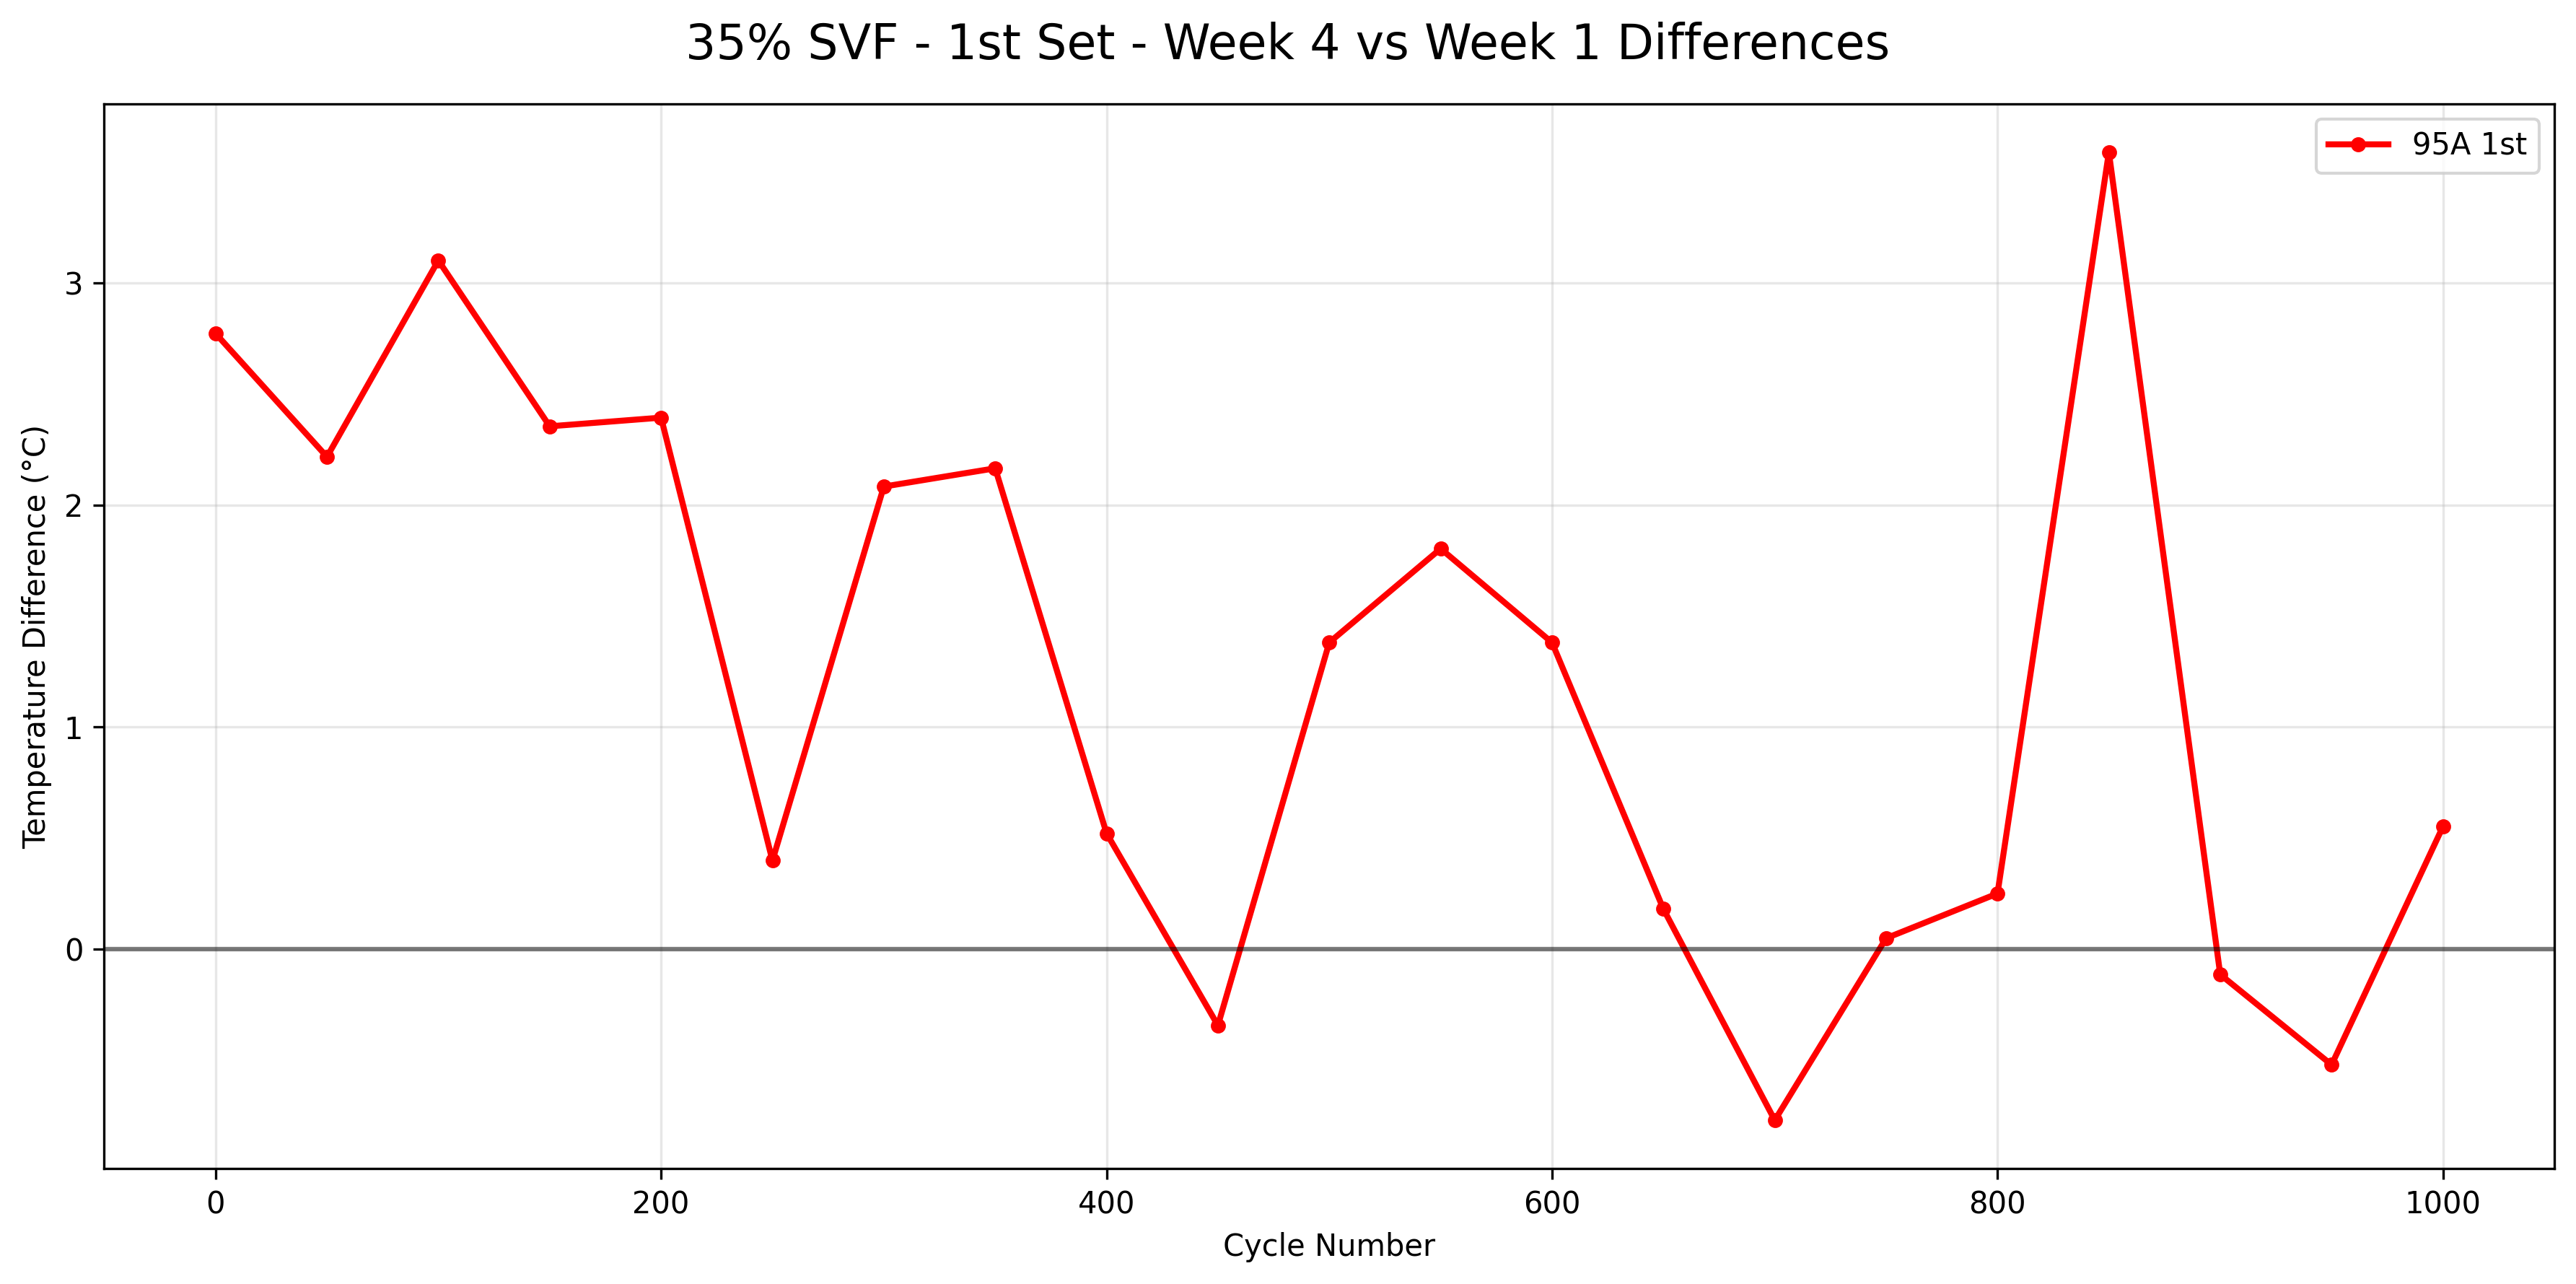 35% SVF - 1st Set - Week 4 vs Week 1 Differences
95A 1st
Temperature Difference (°C)
3
2
1
0
0 200 400 600 800 1000
Cycle Number